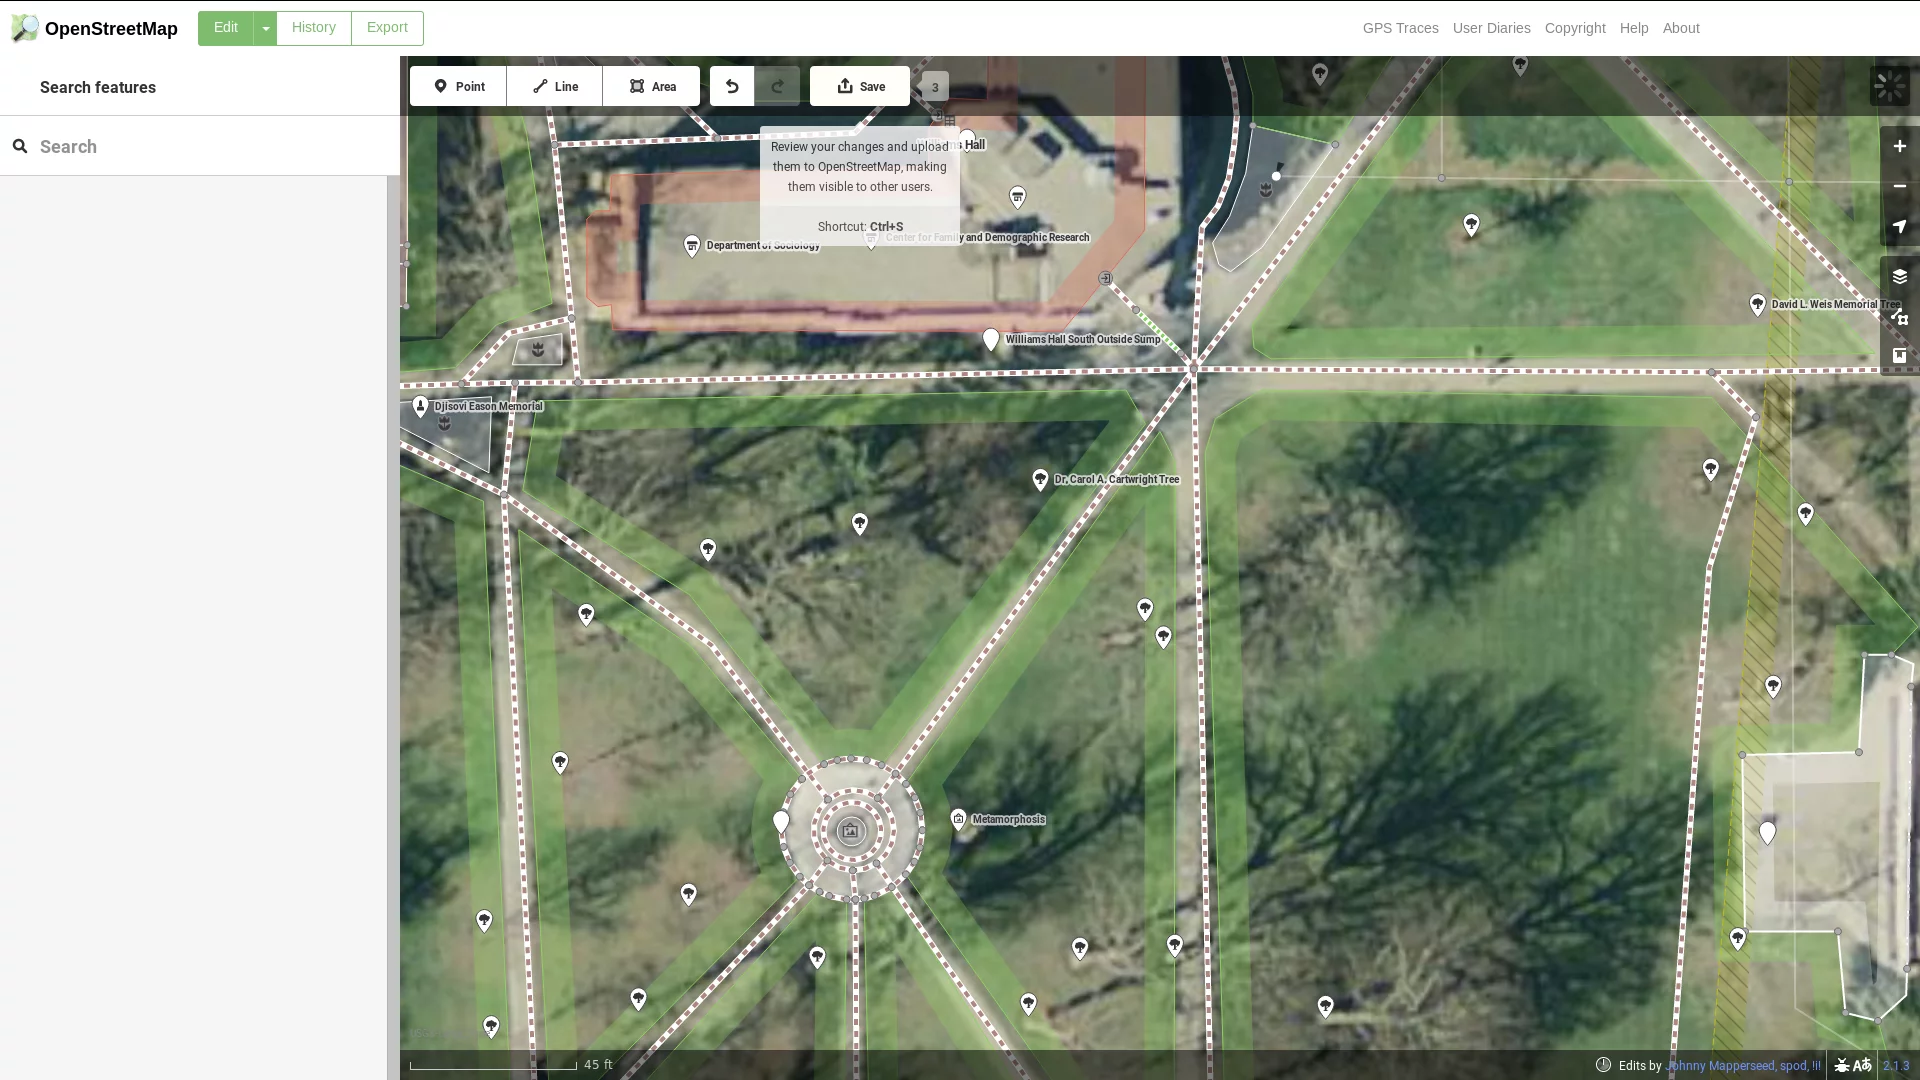 OpenStreetMap
Edit
History
Export
GPS Traces
User Diaries
Copyright
Help
About
Search features
Search
Point
Line
Area
Save
3
Review your changes and upload
them to OpenStreetMap, making
them visible to other users.
Shortcut: Ctrl+S
Hall
Department of Sociology
Center for Family and Demographic Research
David L. Weis Memorial Tree
Williams Hall South Outside Sump
Djisovi Eason Memorial
Dr. Carol A. Cartwright Tree
Metamorphosis
45 ft
Edits by Johnny Mapperseed, spod, !i!
2.1.3